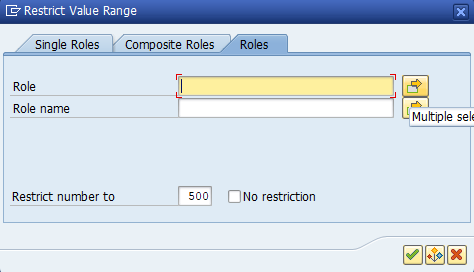 Restrict Value Range
Single Roles Composite Roles Roles
Role
Role name
Multiple sele
Restrict number to 500 No restriction